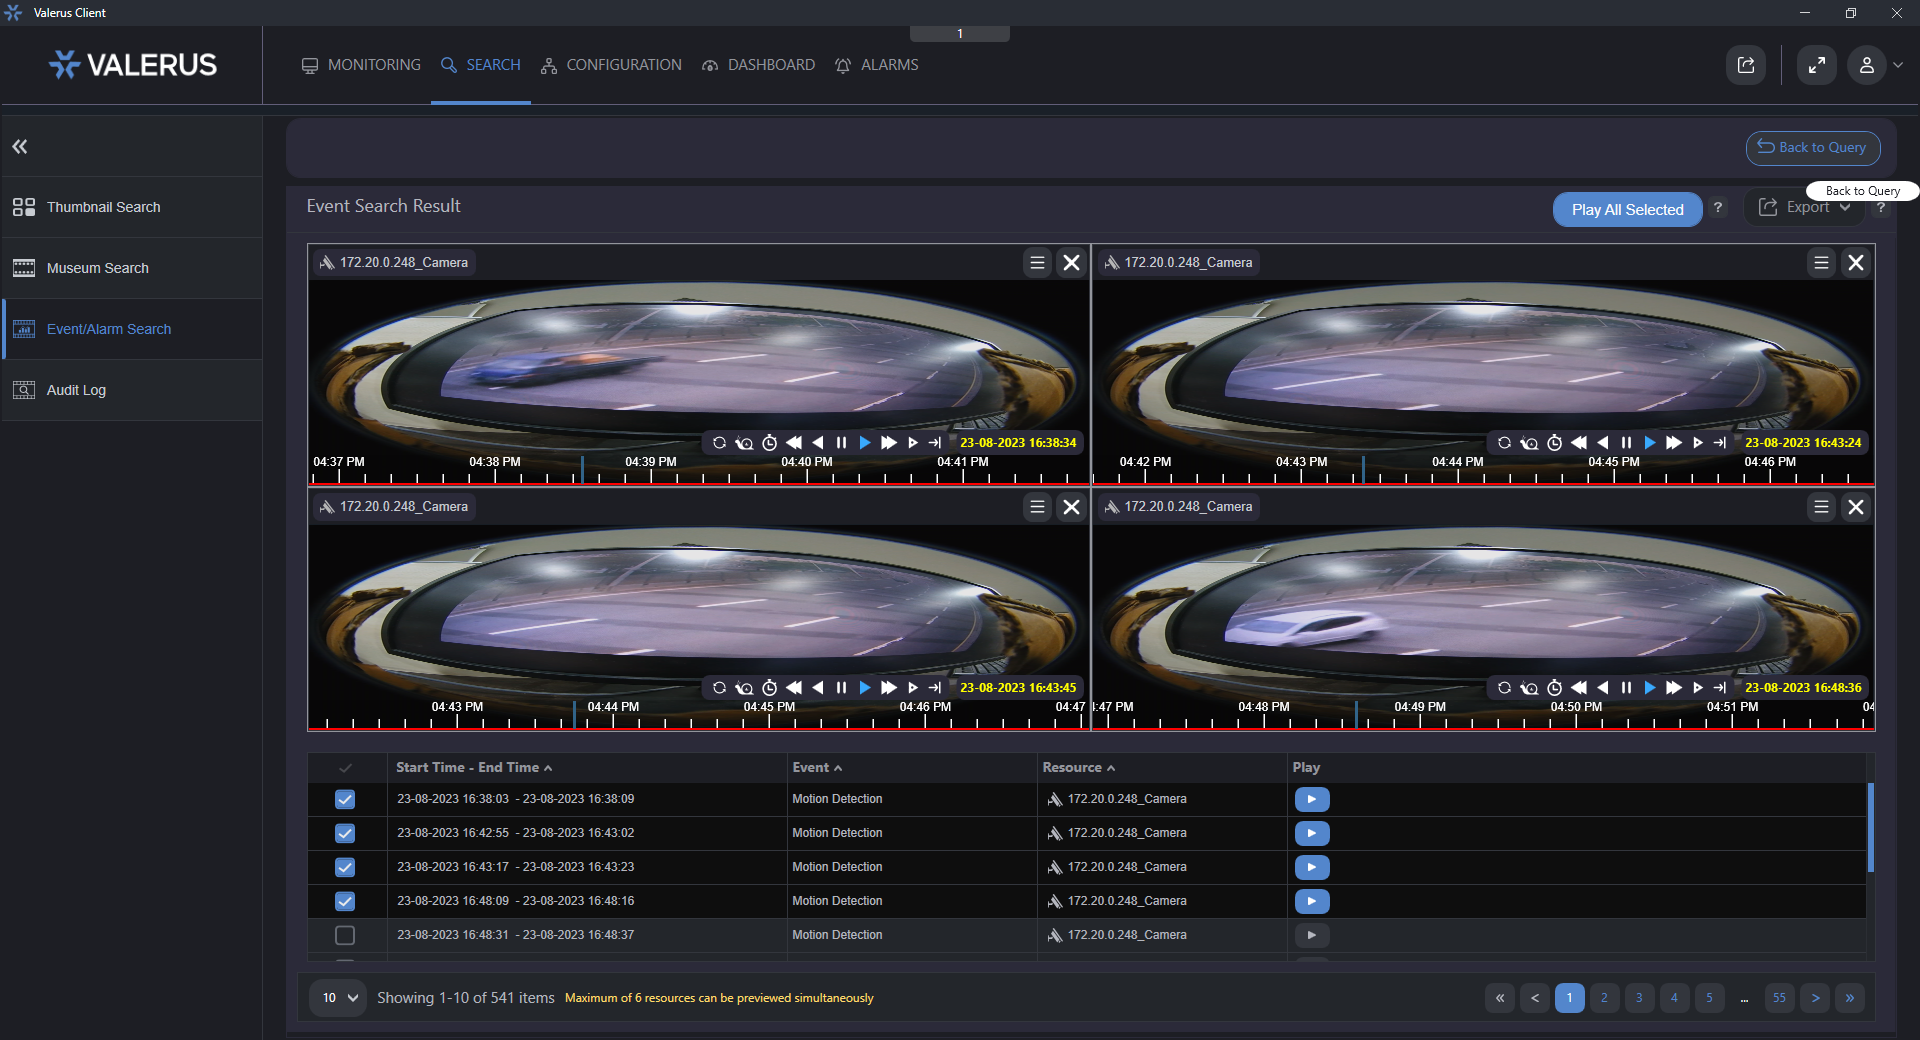 Valerus Client
1
VALERUS
MONITORING
SEARCH
CONFIGURATION
DASHBOARD
ALARMS
Back to Query
Back to Query
Thumbnail Search
Museum Search
Event/Alarm Search
Audit Log
Event Search Result
Play All Selected
?
Export
?
172.20.0.248_Camera
23-08-2023 16:38:34
04:37 PM 04:38 PM 04:39 PM 04:40 PM 04:41 PM
172.20.0.248_Camera
23-08-2023 16:43:24
04:42 PM 04:43 PM 04:44 PM 04:45 PM 04:46 PM
172.20.0.248_Camera
23-08-2023 16:43:45
04:43 PM 04:44 PM 04:45 PM 04:46 PM 04:47
172.20.0.248_Camera
23-08-2023 16:48:36
:47 PM 04:48 PM 04:49 PM 04:50 PM 04:51 PM 04
Start Time - End Time Event Resource Play
23-08-2023 16:38:03 - 23-08-2023 16:38:09 Motion Detection 172.20.0.248_Camera
23-08-2023 16:42:55 - 23-08-2023 16:43:02 Motion Detection 172.20.0.248_Camera
23-08-2023 16:43:17 - 23-08-2023 16:43:23 Motion Detection 172.20.0.248_Camera
23-08-2023 16:48:09 - 23-08-2023 16:48:16 Motion Detection 172.20.0.248_Camera
23-08-2023 16:48:31 - 23-08-2023 16:48:37 Motion Detection 172.20.0.248_Camera
10 Showing 1-10 of 541 items Maximum of 6 resources can be previewed simultaneously
« < 1 2 3 4 5 ... 55 > »